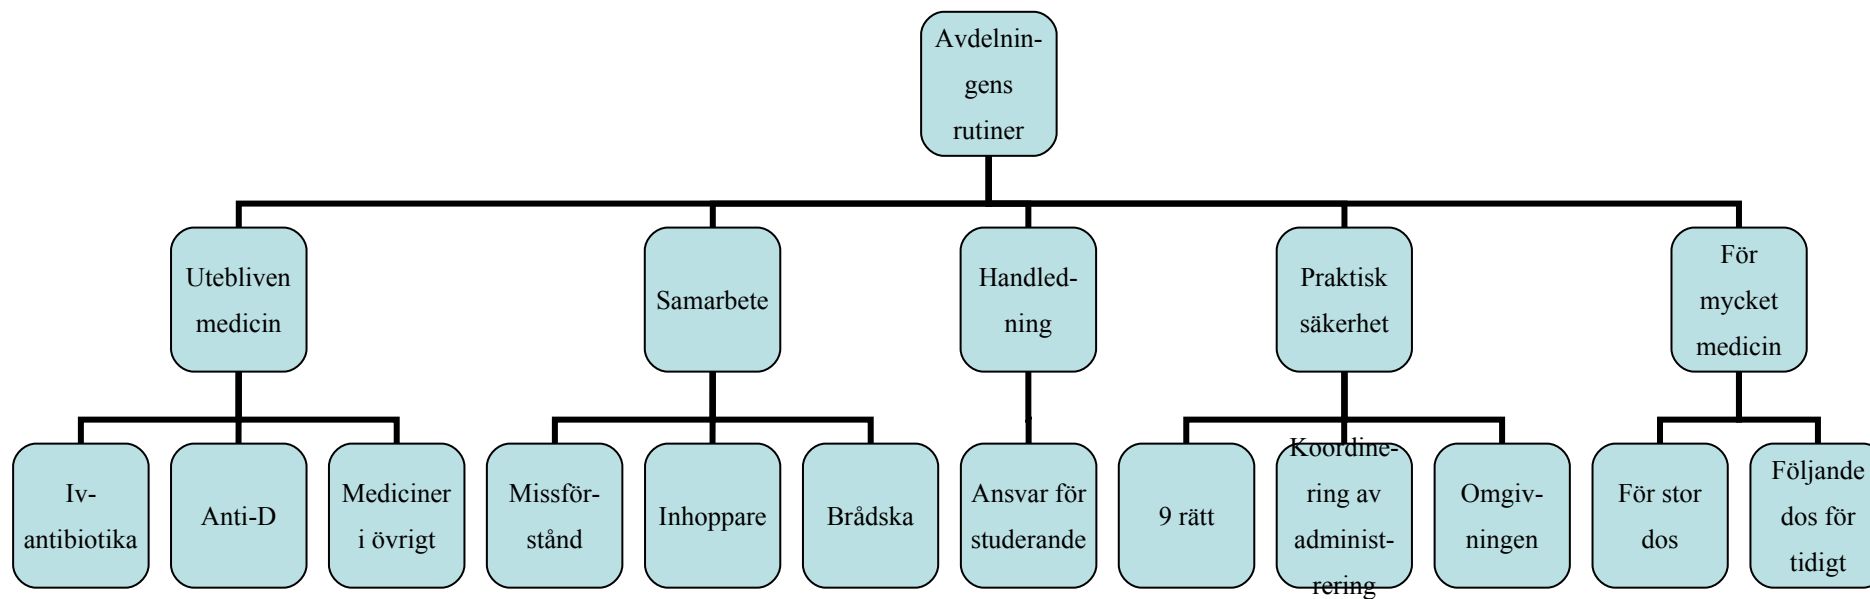 Avdelnin-
gens
rutiner
Utebliven
medicin
Samarbete
Handled-
ning
Praktisk
säkerhet
För
mycket
medicin
Iv-
antibiotika
Anti-D
Mediciner
i övrigt
Missför-
stånd
Inhoppare
Brådska
Ansvar för
studerande
9 rätt
Koordine-
ring av
administ-
rering
Omgiv-
ningen
För stor
dos
Följande
dos för
tidigt